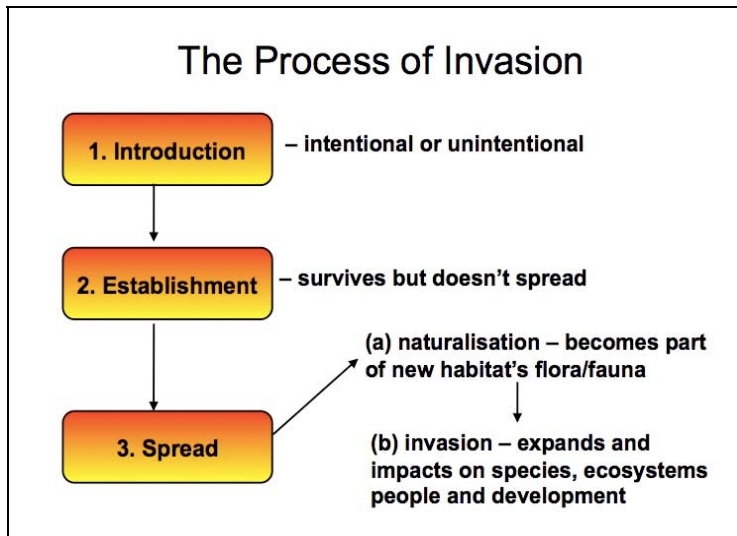 The Process of Invasion
1. Introduction
– intentional or unintentional
2. Establishment
– survives but doesn’t spread
3. Spread
(a) naturalisation – becomes part
of new habitat’s flora/fauna
(b) invasion – expands and
impacts on species, ecosystems
people and development